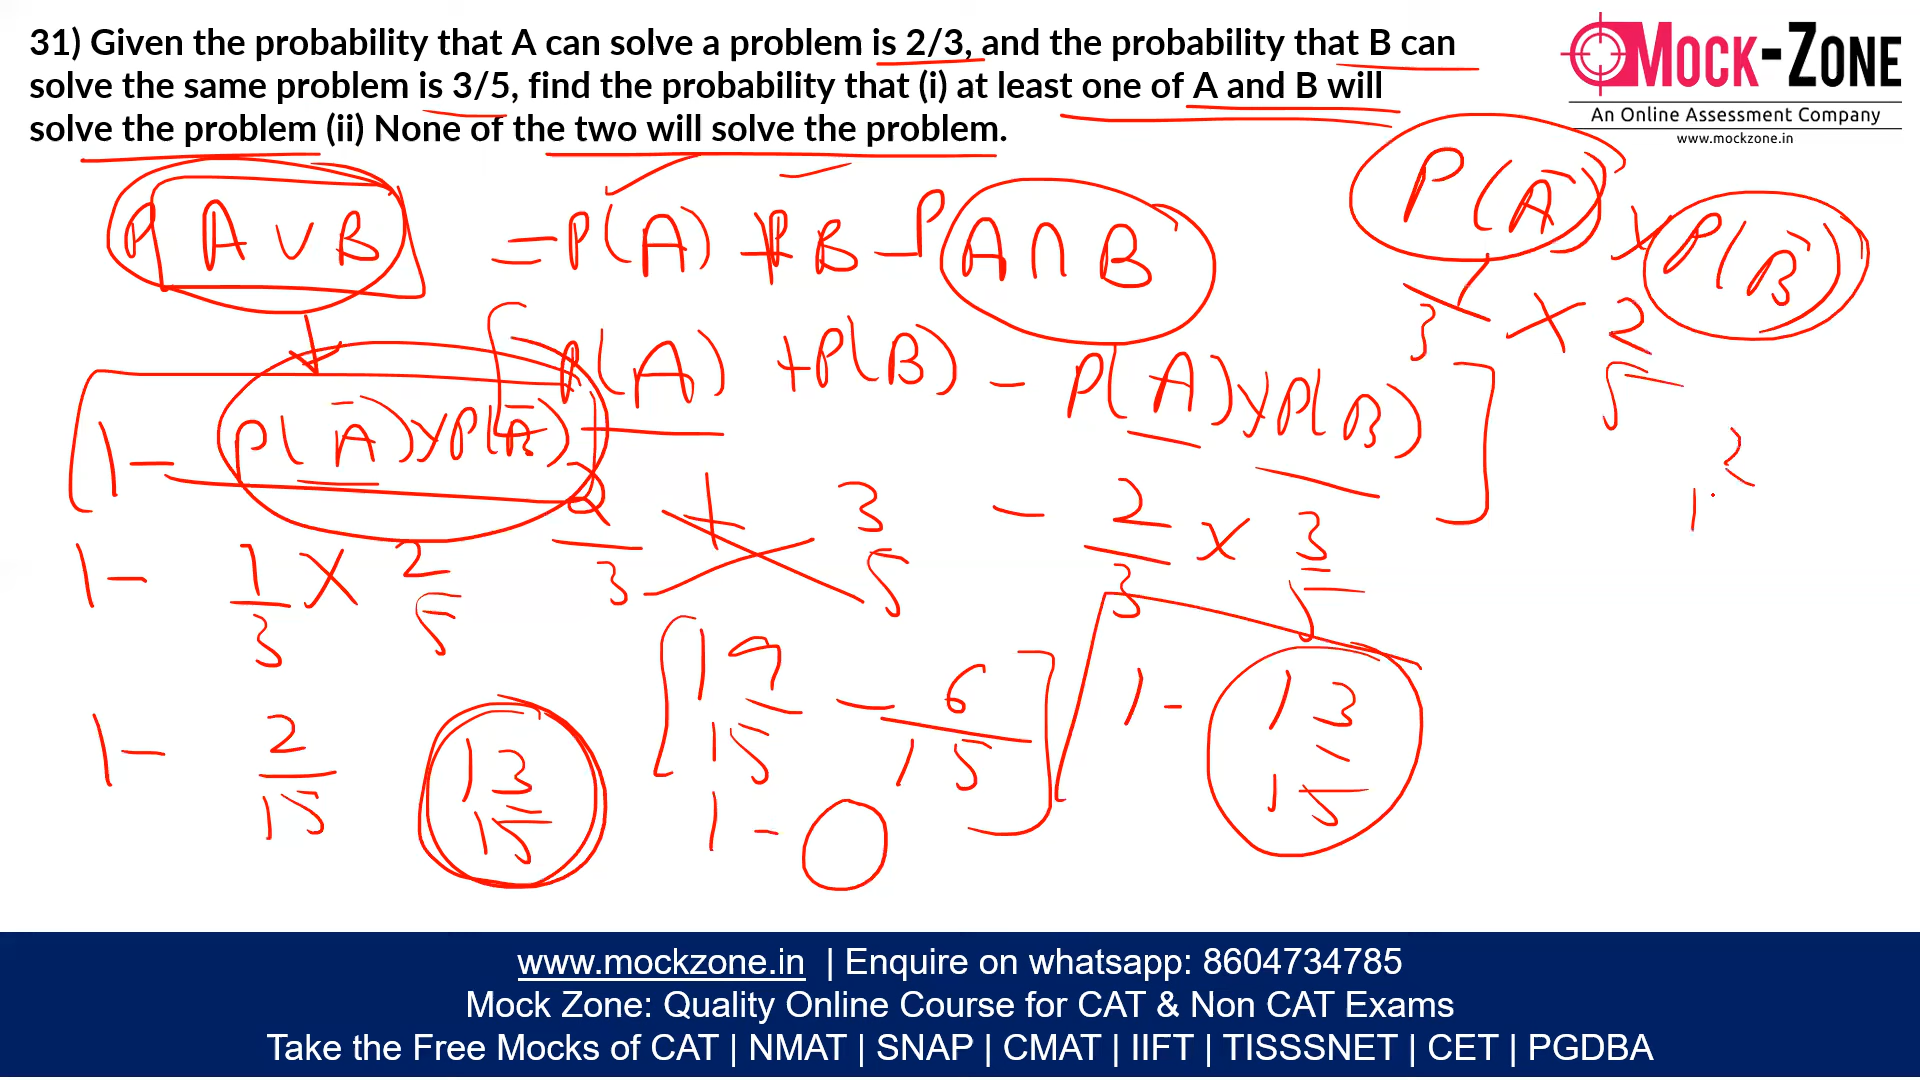 31) Given the probability that A can solve a problem is 2/3, and the probability that B can
solve the same problem is 3/5, find the probability that (i) at least one of A and B will
solve the problem (ii) None of the two will solve the problem.
MOCK-ZONE
An Online Assessment Company
www.mockzone.in
P A ∪ B = P(A) + P B - P A ∩ B
P(Ā) × P(B̄)
P(A) + P(B) - P(A) × P(B)
1/3 × 2/5
1 - P(Ā) × P(B̄)
2/3 + 3/5 - 2/3 × 3/5
1 - 1/3 × 2/5
19/15 - 6/15
1 - 13/15
1 - 2/15
13/15
1 -
2
1
www.mockzone.in | Enquire on whatsapp: 8604734785
Mock Zone: Quality Online Course for CAT & Non CAT Exams
Take the Free Mocks of CAT | NMAT | SNAP | CMAT | IIFT | TISSSNET | CET | PGDBA